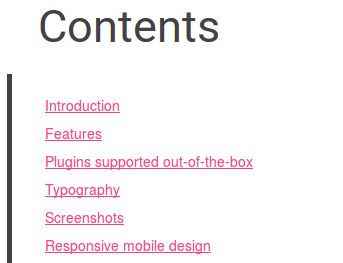 Contents
Introduction
Features
Plugins supported out-of-the-box
Typography
Screenshots
Responsive mobile design